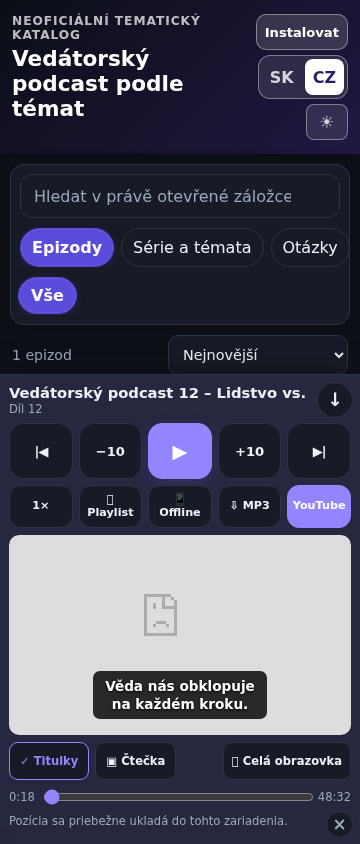 NEOFICIÁLNÍ TEMATICKÝ
KATALOG
Vedátorský
podcast podle
témat
Instalovat
SK CZ
Hledat v právě otevřené záložce
Epizody Série a témata Otázky
Vše
1 epizod
Nejnovější
Vedátorský podcast 12 – Lidstvo vs.
Díl 12
−10 +10
1× Playlist Offline ⇩ MP3 YouTube
Věda nás obklopuje
na každém kroku.
✓ Titulky ▣ Čtečka Celá obrazovka
0:18 48:32
Pozícia sa priebežne ukladá do tohto zariadenia.